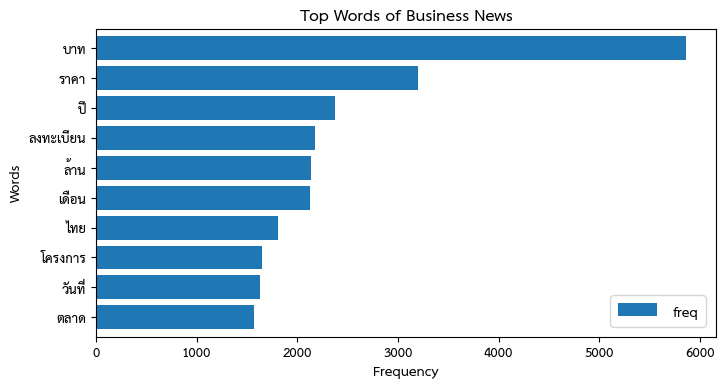 Top Words of Business News
Words
บาท
ราคา
ปี
ลงทะเบียน
ล้าน
เดือน
ไทย
โครงการ
วันที่
ตลาด
freq
0 1000 2000 3000 4000 5000 6000
Frequency